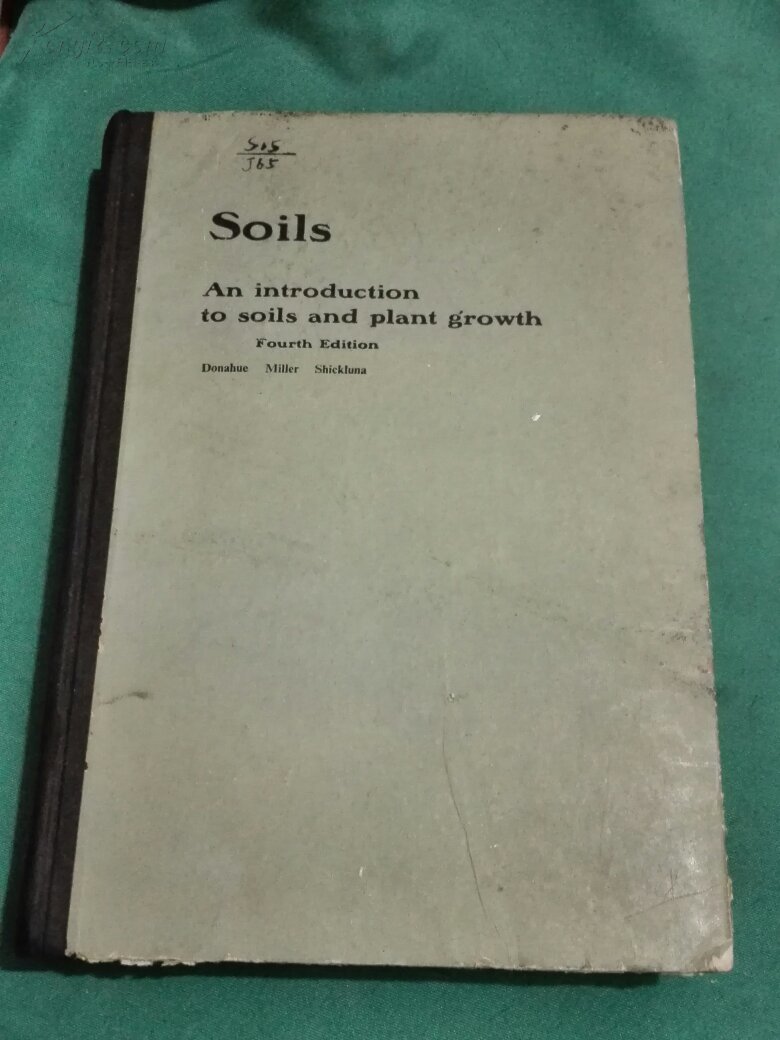 S15
J65
Soils
An introduction
to soils and plant growth
Fourth Edition
Donahue Miller Shickluna